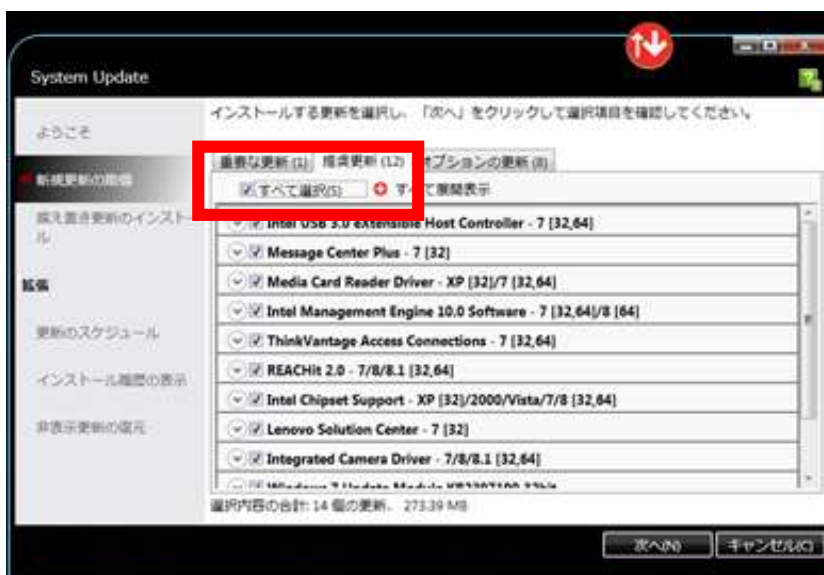 System Update
インストールする更新を選択し、「次へ」をクリックして選択項目を確認してください。
ようこそ
新規更新の取得
据え置き更新のインストール
拡張
更新のスケジュール
インストール履歴の表示
非表示更新の復元
重要な更新 (1)
推奨更新 (12)
オプションの更新 (8)
すべて選択(S)
すべて展開表示
Intel USB 3.0 eXtensible Host Controller - 7 [32,64]
Message Center Plus - 7 [32]
Media Card Reader Driver - XP [32]/7 [32,64]
Intel Management Engine 10.0 Software - 7 [32,64]/8 [64]
ThinkVantage Access Connections - 7 [32,64]
REACHit 2.0 - 7/8/8.1 [32,64]
Intel Chipset Support - XP [32]/2000/Vista/7/8 [32,64]
Lenovo Solution Center - 7 [32]
Integrated Camera Driver - 7/8/8.1 [32,64]
Windows 7 Update Module
選択内容の合計: 14 個の更新、 273.39 MB
次へ(N)
キャンセル(C)